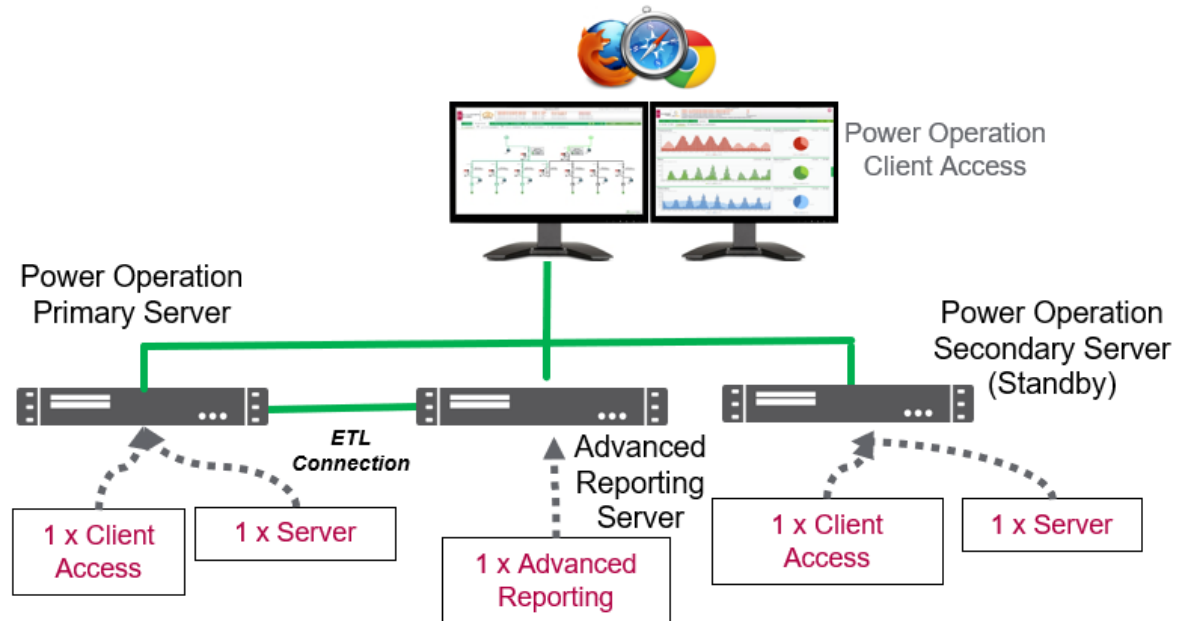 Power Operation
Client Access
Power Operation
Primary Server
Power Operation
Secondary Server
(Standby)
ETL
Connection
Advanced
Reporting
Server
1 x Client
Access
1 x Server
1 x Advanced
Reporting
1 x Client
Access
1 x Server